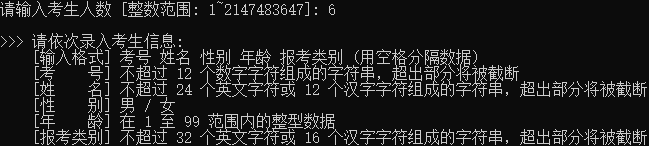 请输入考生人数 [整数范围: 1~2147483647]: 6
>>> 请依次录入考生信息:
[输入格式] 考号 姓名 性别 年龄 报考类别 (用空格分隔数据)
[考　　号] 不超过 12 个数字字符组成的字符串, 超出部分将被截断
[姓　　名] 不超过 24 个英文字符或 12 个汉字字符组成的字符串, 超出部分将被截断
[性　　别] 男 / 女
[年　　龄] 在 1 至 99 范围内的整型数据
[报考类别] 不超过 32 个英文字符或 16 个汉字字符组成的字符串, 超出部分将被截断